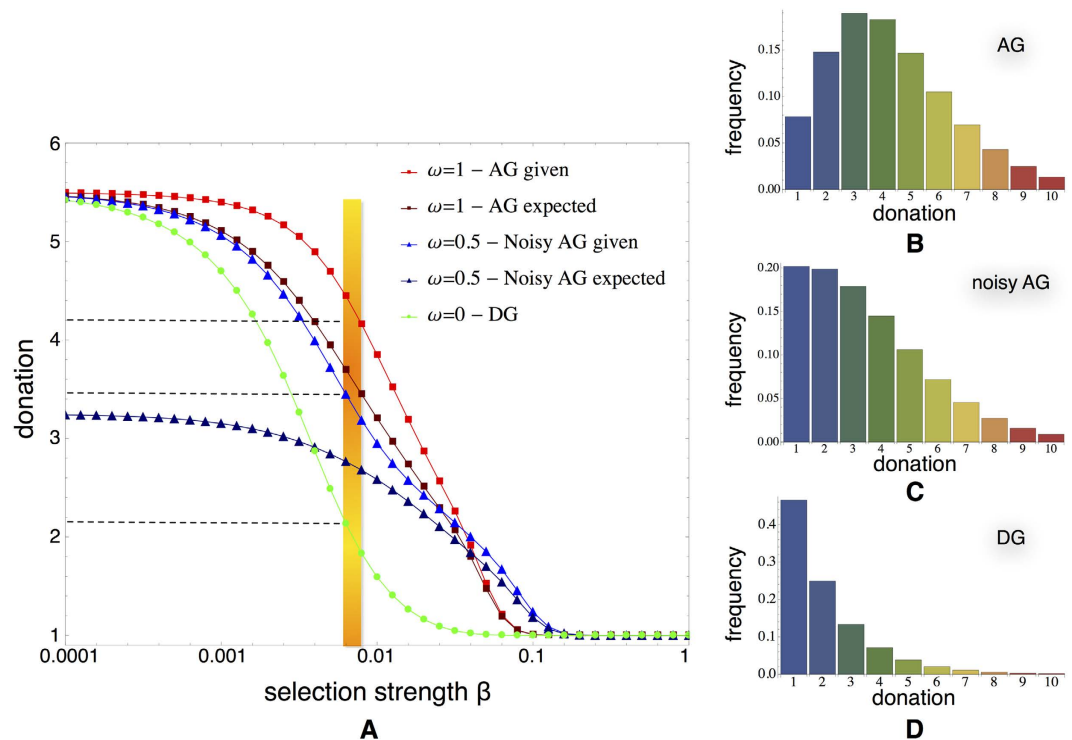 6
5
4
3
2
1
donation
0.0001
0.001
0.01
0.1
1
selection strength β
ω=1 – AG given
ω=1 – AG expected
ω=0.5 – Noisy AG given
ω=0.5 – Noisy AG expected
ω=0 – DG
A
AG
frequency
0.15
0.10
0.05
0.00
1 2 3 4 5 6 7 8 9 10
donation
B
noisy AG
frequency
0.20
0.15
0.10
0.05
0.00
1 2 3 4 5 6 7 8 9 10
donation
C
DG
frequency
0.4
0.3
0.2
0.1
0.0
1 2 3 4 5 6 7 8 9 10
donation
D